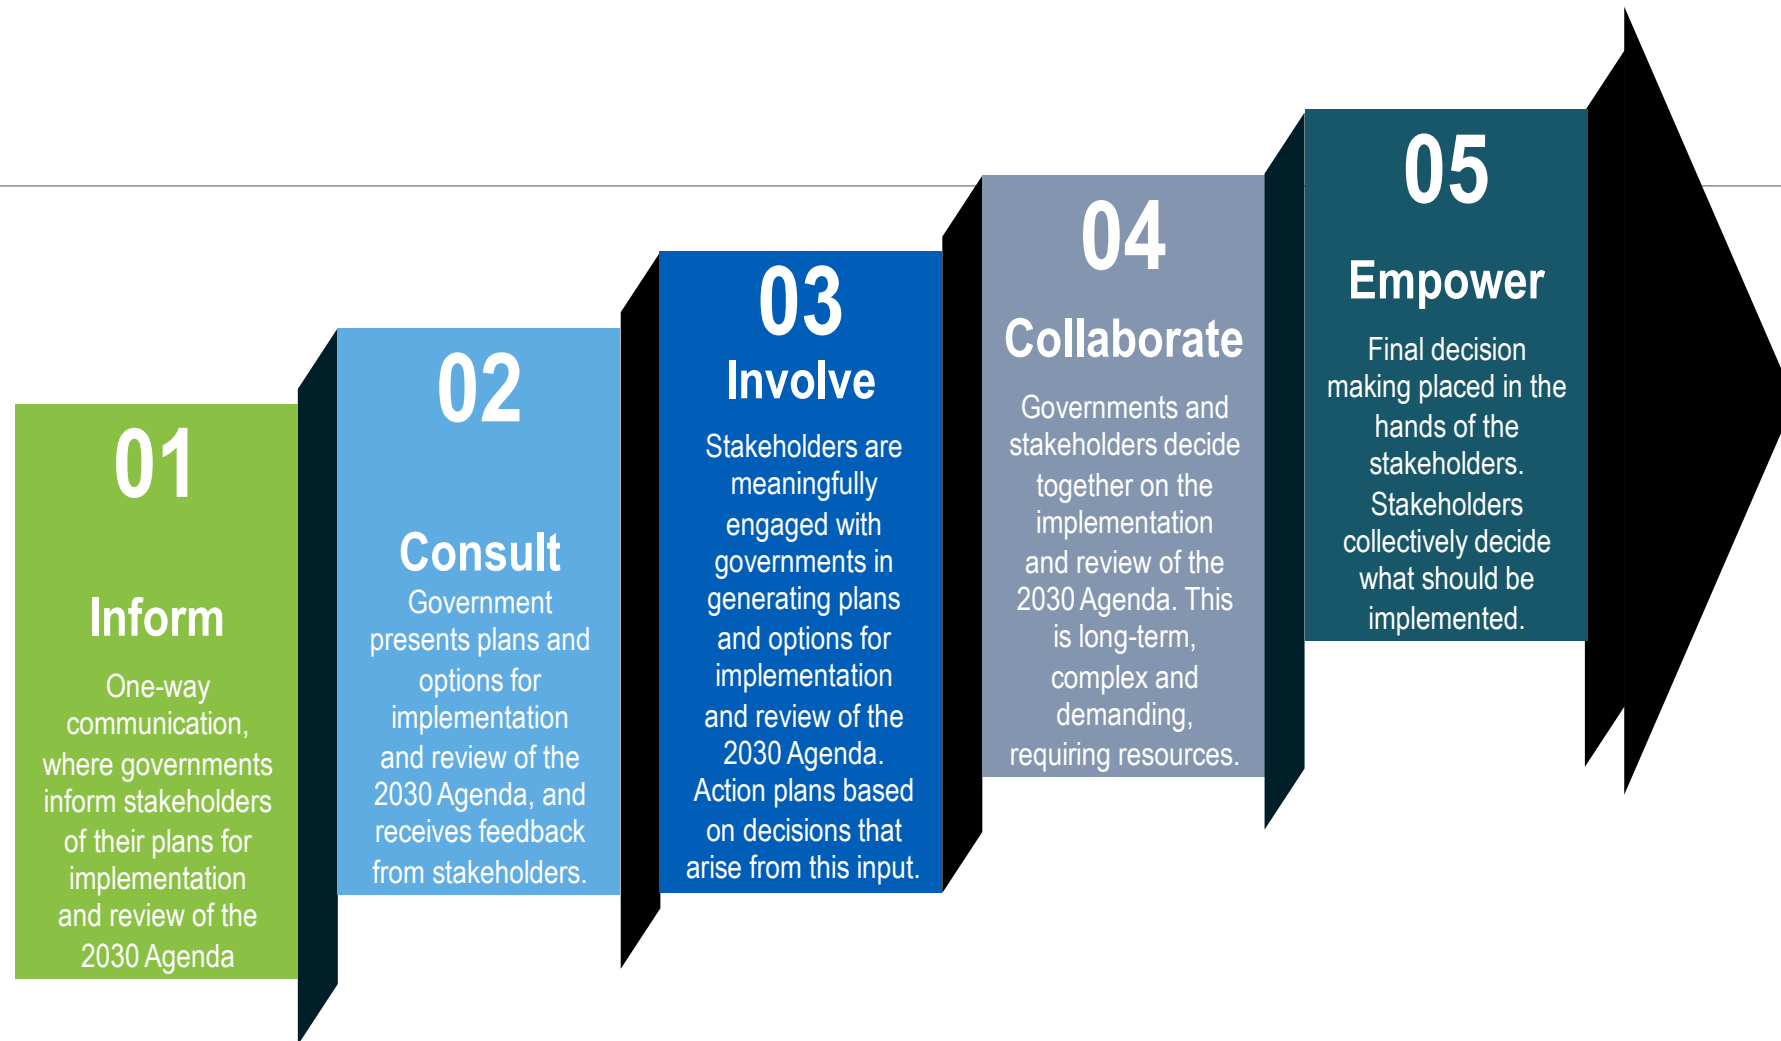 01
Inform
One-way
communication,
where governments
inform stakeholders
of their plans for
implementation
and review of the
2030 Agenda
02
Consult
Government
presents plans and
options for
implementation
and review of the
2030 Agenda, and
receives feedback
from stakeholders.
03
Involve
Stakeholders are
meaningfully
engaged with
governments in
generating plans
and options for
implementation
and review of the
2030 Agenda.
Action plans based
on decisions that
arise from this input.
04
Collaborate
Governments and
stakeholders decide
together on the
implementation
and review of the
2030 Agenda. This
is long-term,
complex and
demanding,
requiring resources.
05
Empower
Final decision
making placed in the
hands of the
stakeholders.
Stakeholders
collectively decide
what should be
implemented.